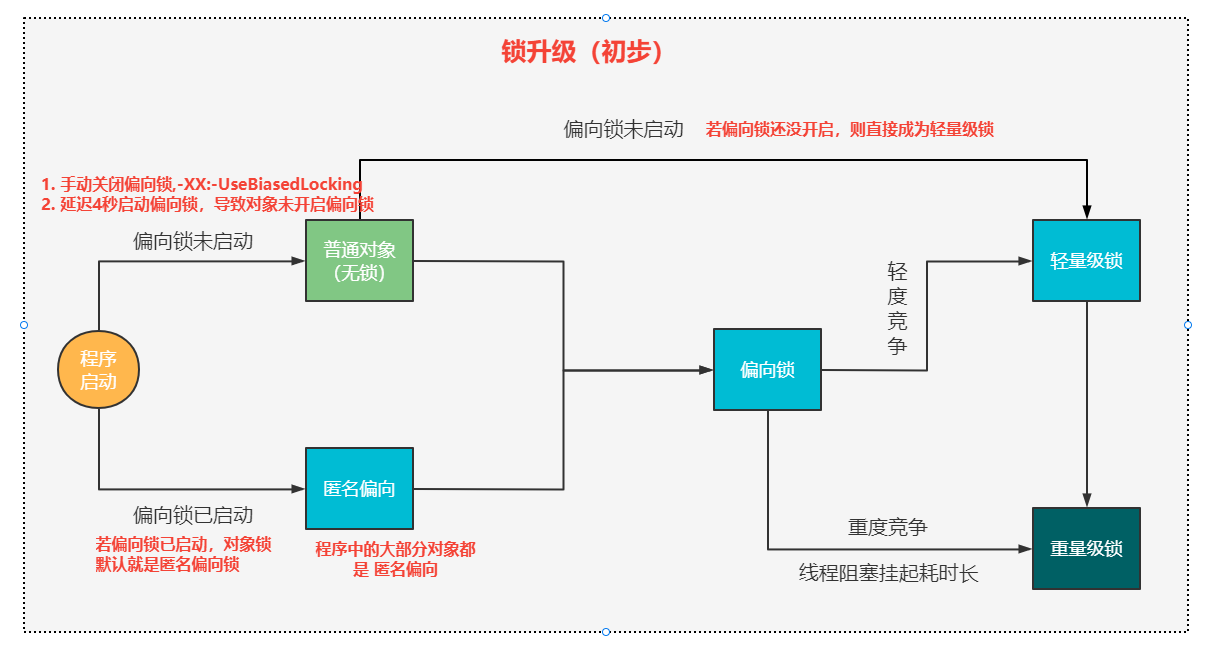 锁升级（初步）
偏向锁未启动
若偏向锁还没开启，则直接成为轻量级锁
1. 手动关闭偏向锁,-XX:-UseBiasedLocking
2. 延迟4秒启动偏向锁，导致对象未开启偏向锁
偏向锁未启动
普通对象
（无锁）
轻量级锁
轻度竞争
程序
启动
偏向锁
匿名偏向
偏向锁已启动
若偏向锁已启动，对象锁
默认就是匿名偏向锁
程序中的大部分对象都
是 匿名偏向
重度竞争
线程阻塞挂起耗时长
重量级锁